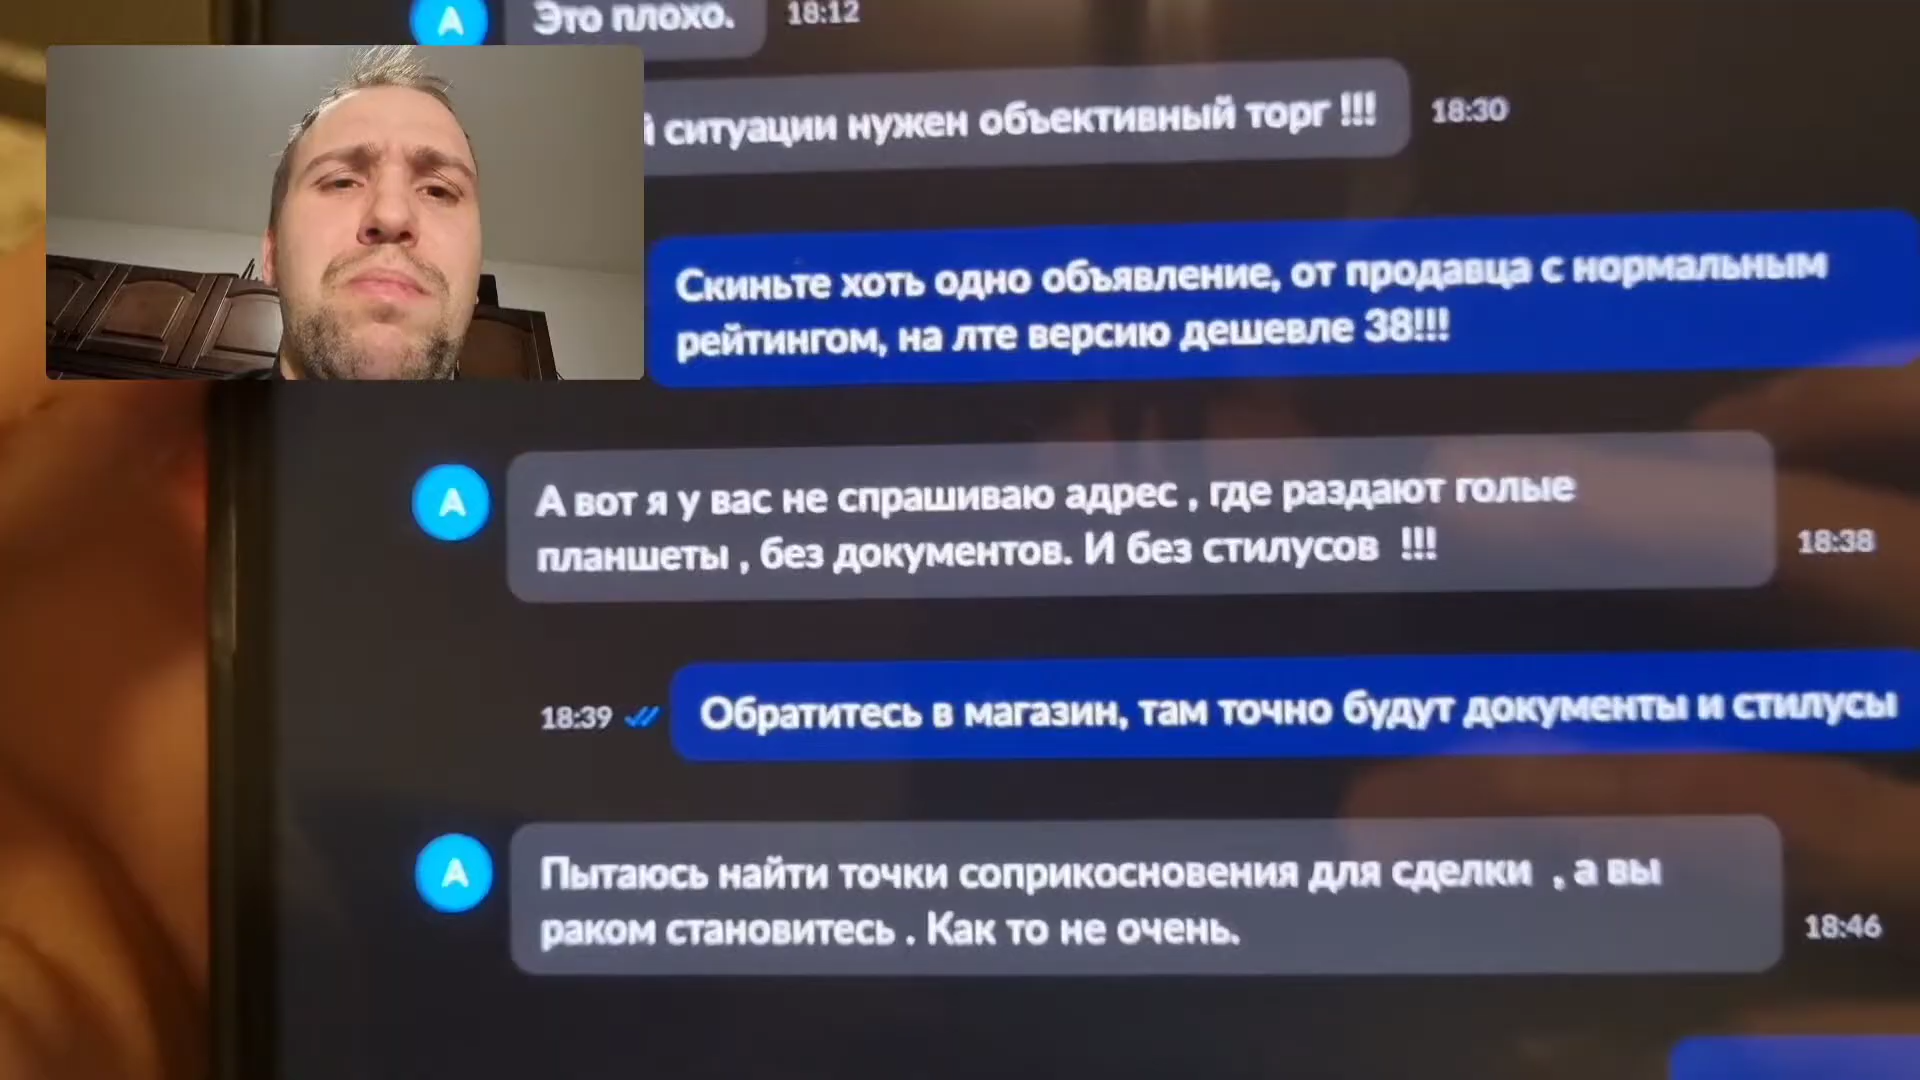 А
Это плохо.
18:12
ситуации нужен объективный торг !!!
18:30
Скиньте хоть одно объявление, от продавца с нормальным
рейтингом, на лте версию дешевле 38!!!
А
А вот я у вас не спрашиваю адрес , где раздают голые
планшеты , без документов. И без стилусов !!!
18:38
18:39
Обратитесь в магазин, там точно будут документы и стилусы
А
Пытаюсь найти точки соприкосновения для сделки , а вы
раком становитесь . Как то не очень.
18:46